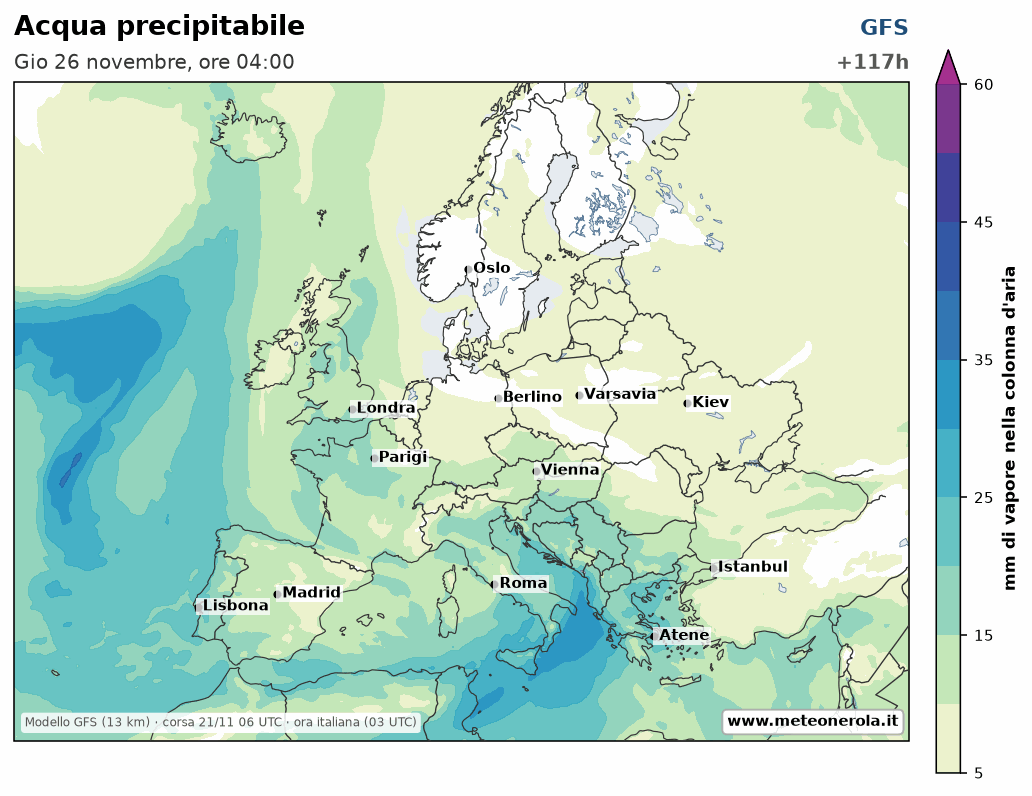 Acqua precipitabile
GFS
Gio 26 novembre, ore 04:00
+117h
60
45
35
25
15
5
mm di vapore nella colonna d'aria
Oslo
Londra
Berlino
Varsavia
Kiev
Parigi
Vienna
Istanbul
Roma
Madrid
Lisbona
Atene
Modello GFS (13 km) · corsa 21/11 06 UTC · ora italiana (03 UTC)
www.meteonerola.it